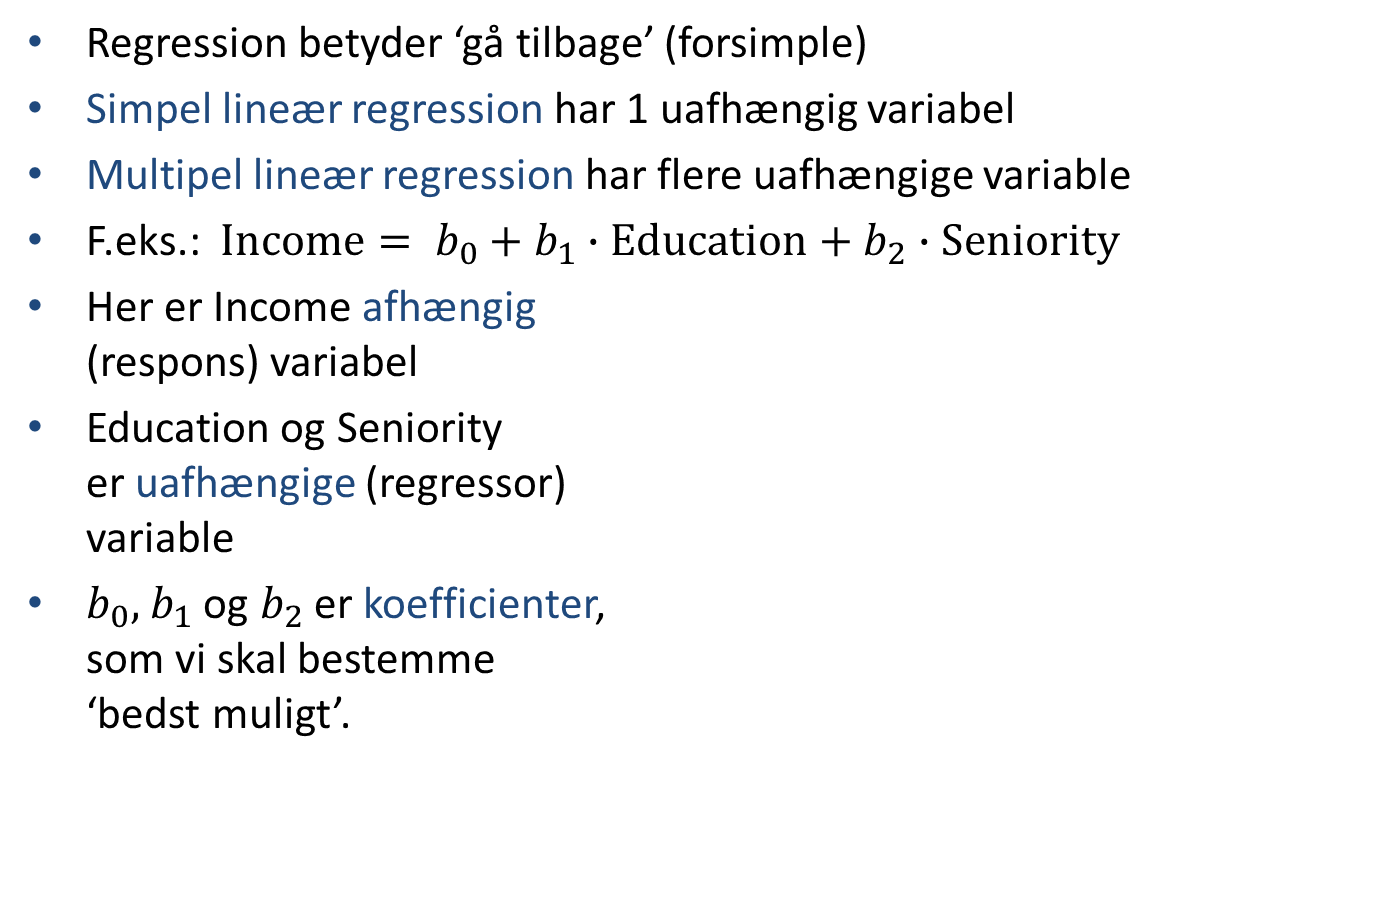 • Regression betyder ‘gå tilbage’ (forsimple)
• Simpel lineær regression har 1 uafhængig variabel
• Multipel lineær regression har flere uafhængige variable
• F.eks.: Income = b₀ + b₁ · Education + b₂ · Seniority
• Her er Income afhængig
(respons) variabel
• Education og Seniority
er uafhængige (regressor)
variable
• b₀, b₁ og b₂ er koefficienter,
som vi skal bestemme
‘bedst muligt’.